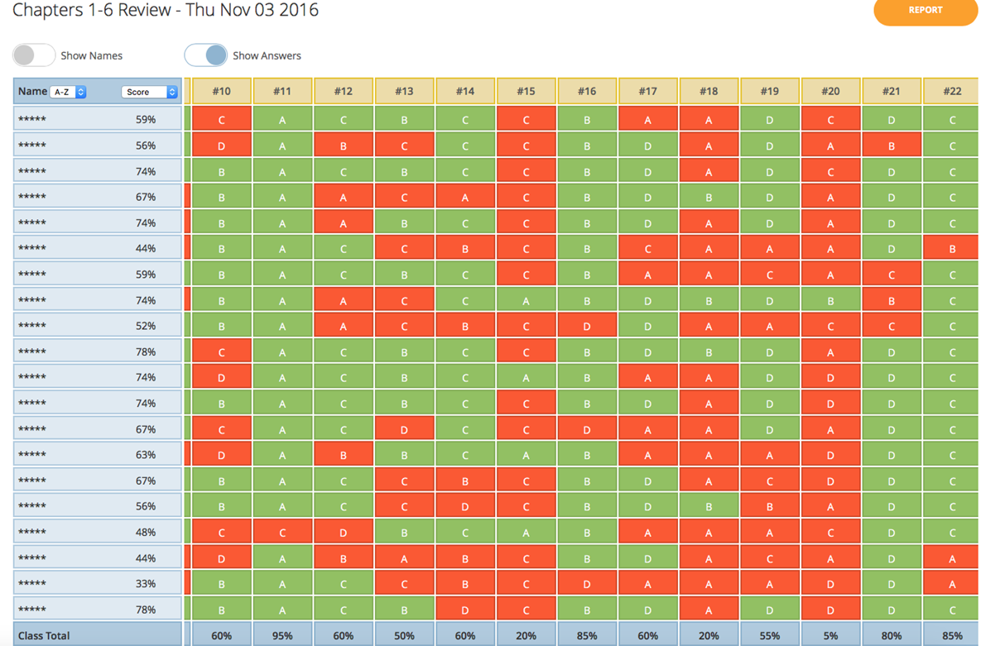 Chapters 1-6 Review - Thu Nov 03 2016
REPORT
Show Names Show Answers
Name A-Z Score #10 #11 #12 #13 #14 #15 #16 #17 #18 #19 #20 #21 #22
***** 59% C A C B C C B A A D C D C
***** 56% D A B C C C B D A D A B C
***** 74% B A C B C C B D A D C D C
***** 67% B A A C A C B D B D A D C
***** 74% B A A B C C B D A D A D C
***** 44% B A C C B C B C A A A D B
***** 59% B A C B C C B A A C A C C
***** 74% B A A C C A B D B D B B C
***** 52% B A A C B C D D A A C C C
***** 78% C A C B C C B D B D A D C
***** 74% D A C B C A B A A D D D C
***** 74% B A C B C C B D A D D D C
***** 67% C A C D C C D A A D A D C
***** 63% D A B B C A B A A A D D C
***** 67% B A C C B C B D A C D D C
***** 56% B A C C D C B D B B A D C
***** 48% C C D B C A B A A A C D C
***** 44% D A B A B C B D A C A D A
***** 33% B A C C B C D A A A D D A
***** 78% B A C B D C B D A D D D C
Class Total 60% 95% 60% 50% 60% 20% 85% 60% 20% 55% 5% 80% 85%